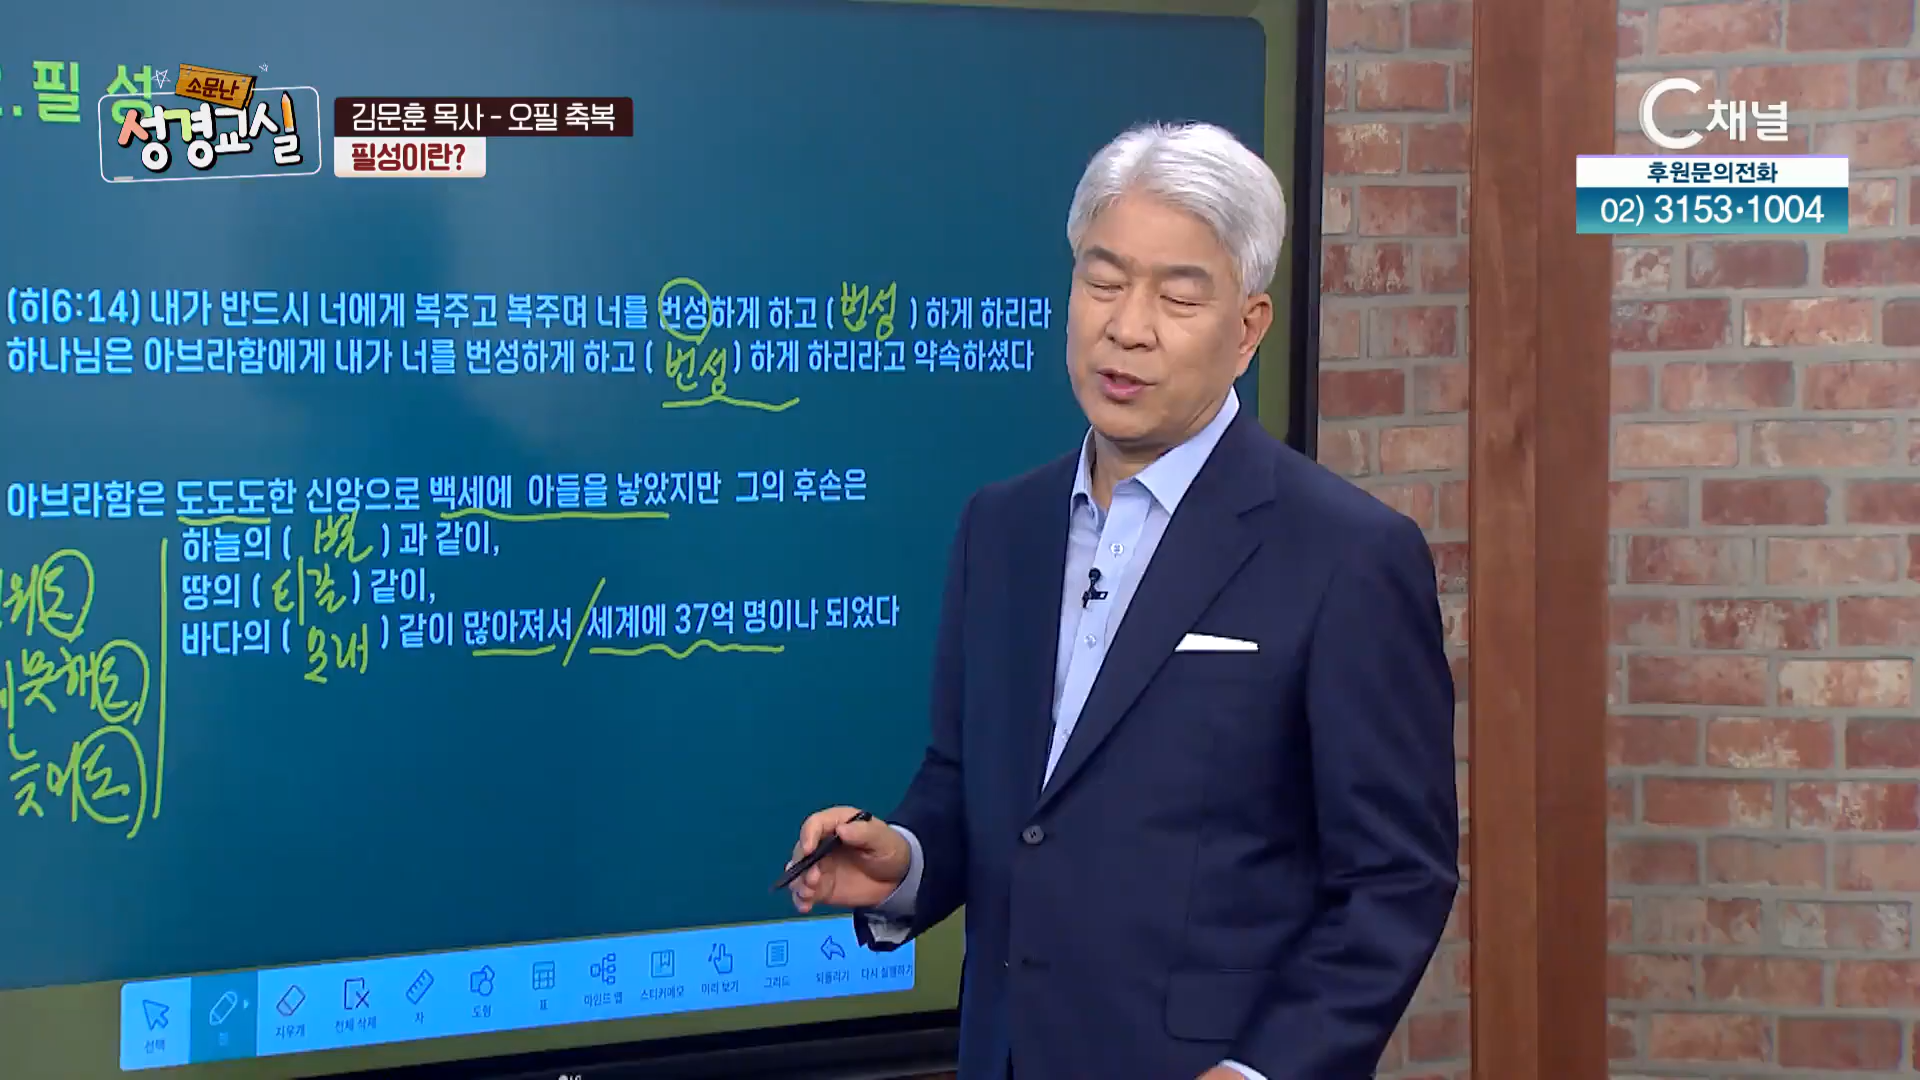 .필 성
소문난
성경교실
김문훈 목사 - 오필 축복
필성이란?
C채널
후원문의전화
02) 3153·1004
(히6:14) 내가 반드시 너에게 복주고 복주며 너를 번성하게 하고 ( 번성 ) 하게 하리라
하나님은 아브라함에게 내가 너를 번성하게 하고 ( 번성 ) 하게 하리라고 약속하셨다
아브라함은 도도도한 신앙으로 백세에 아들을 낳았지만 그의 후손은
하늘의 ( 별 ) 과 같이,
땅의 ( 티끌 ) 같이,
바다의 ( 모래 ) 같이 많아져서 / 세계에 37억 명이나 되었다
못해도
늦어도
선택
펜
지우개
전체 삭제
자
도형
표
마인드 맵
스티커메모
미리 보기
그리드
되돌리기
다시 실행하기
LG